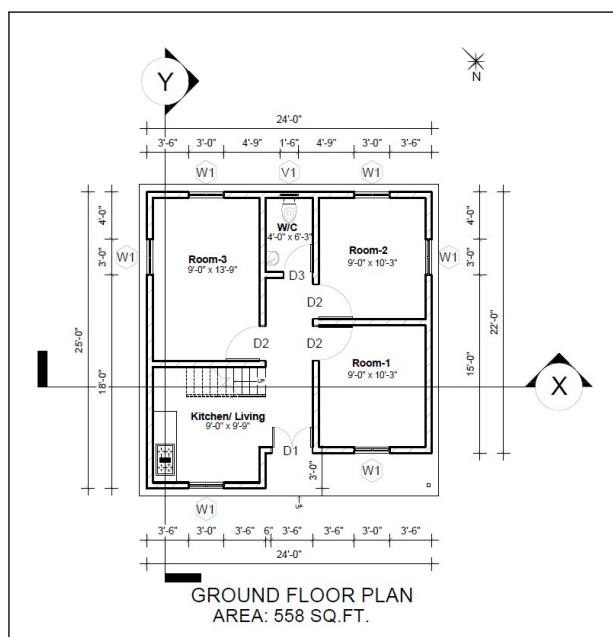 Y
N
24'-0"
3'-6" 3'-0" 4'-9" 1'-6" 4'-9" 3'-0" 3'-6"
W1 V1 W1
4'-0" 4'-0"
W/C
4'-0" x 6'-3"
W1 3'-0" Room-3 Room-2 W1 3'-0"
9'-0" x 13'-9" 9'-0" x 10'-3"
D3
D2
22'-0"
D2 D2
25'-0"
Room-1 15'-0"
9'-0" x 10'-3"
UP
18'-0" X
Kitchen/ Living
9'-0" x 9'-9"
D1
3'-0" W1
W1 UP
3'-6" 3'-0" 3'-6" 6" 3'-6" 3'-6" 3'-0" 3'-6"
24'-0"
GROUND FLOOR PLAN
AREA: 558 SQ.FT.